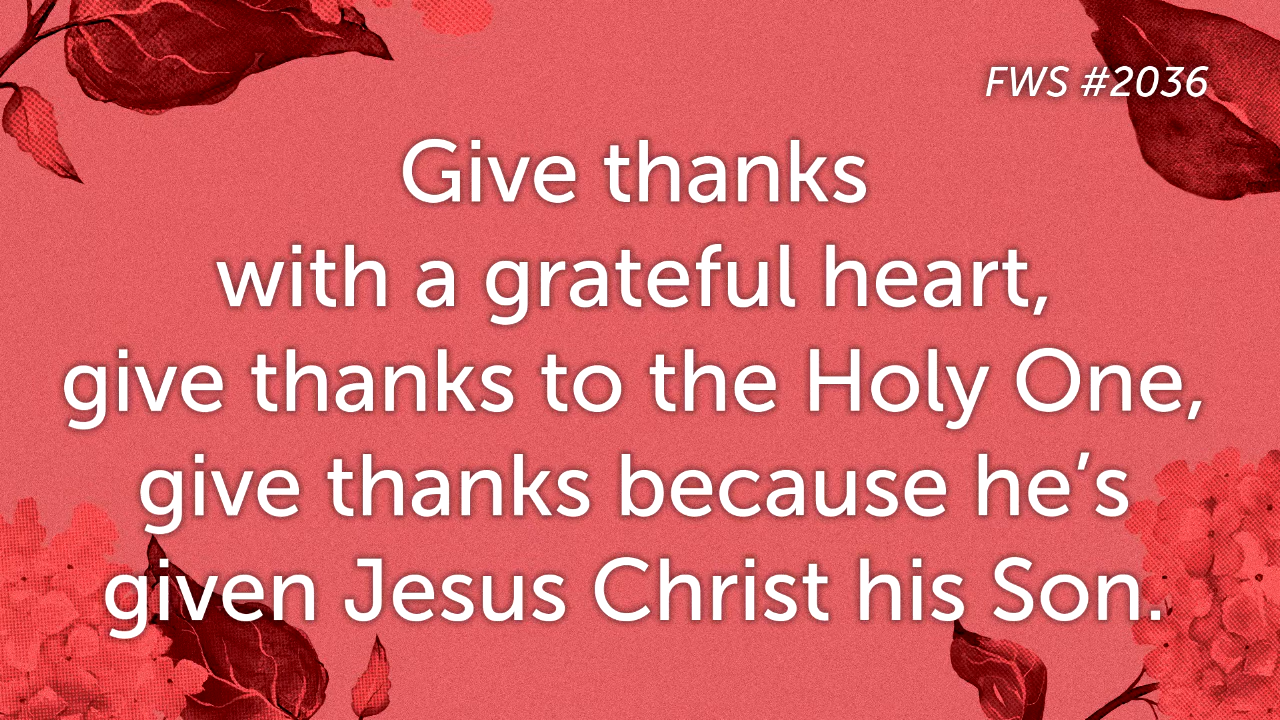 FWS #2036
Give thanks
with a grateful heart,
give thanks to the Holy One,
give thanks because he’s
given Jesus Christ his Son.